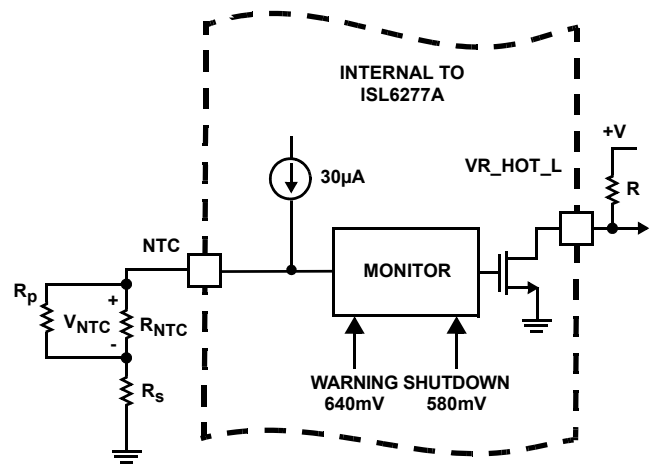 INTERNAL TO
ISL6277A
+V
VR_HOT_L
R
30µA
NTC
MONITOR
Rp
+
VNTC
RNTC
-
Rs
WARNING
640mV
SHUTDOWN
580mV